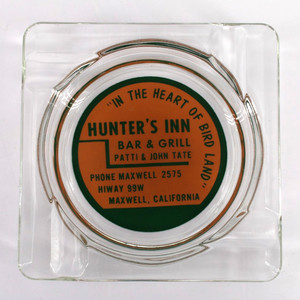 "IN THE HEART OF BIRD LAND"
HUNTER'S INN
BAR & GRILL
PATTI & JOHN TATE
PHONE MAXWELL 2575
HIWAY 99W
MAXWELL, CALIFORNIA